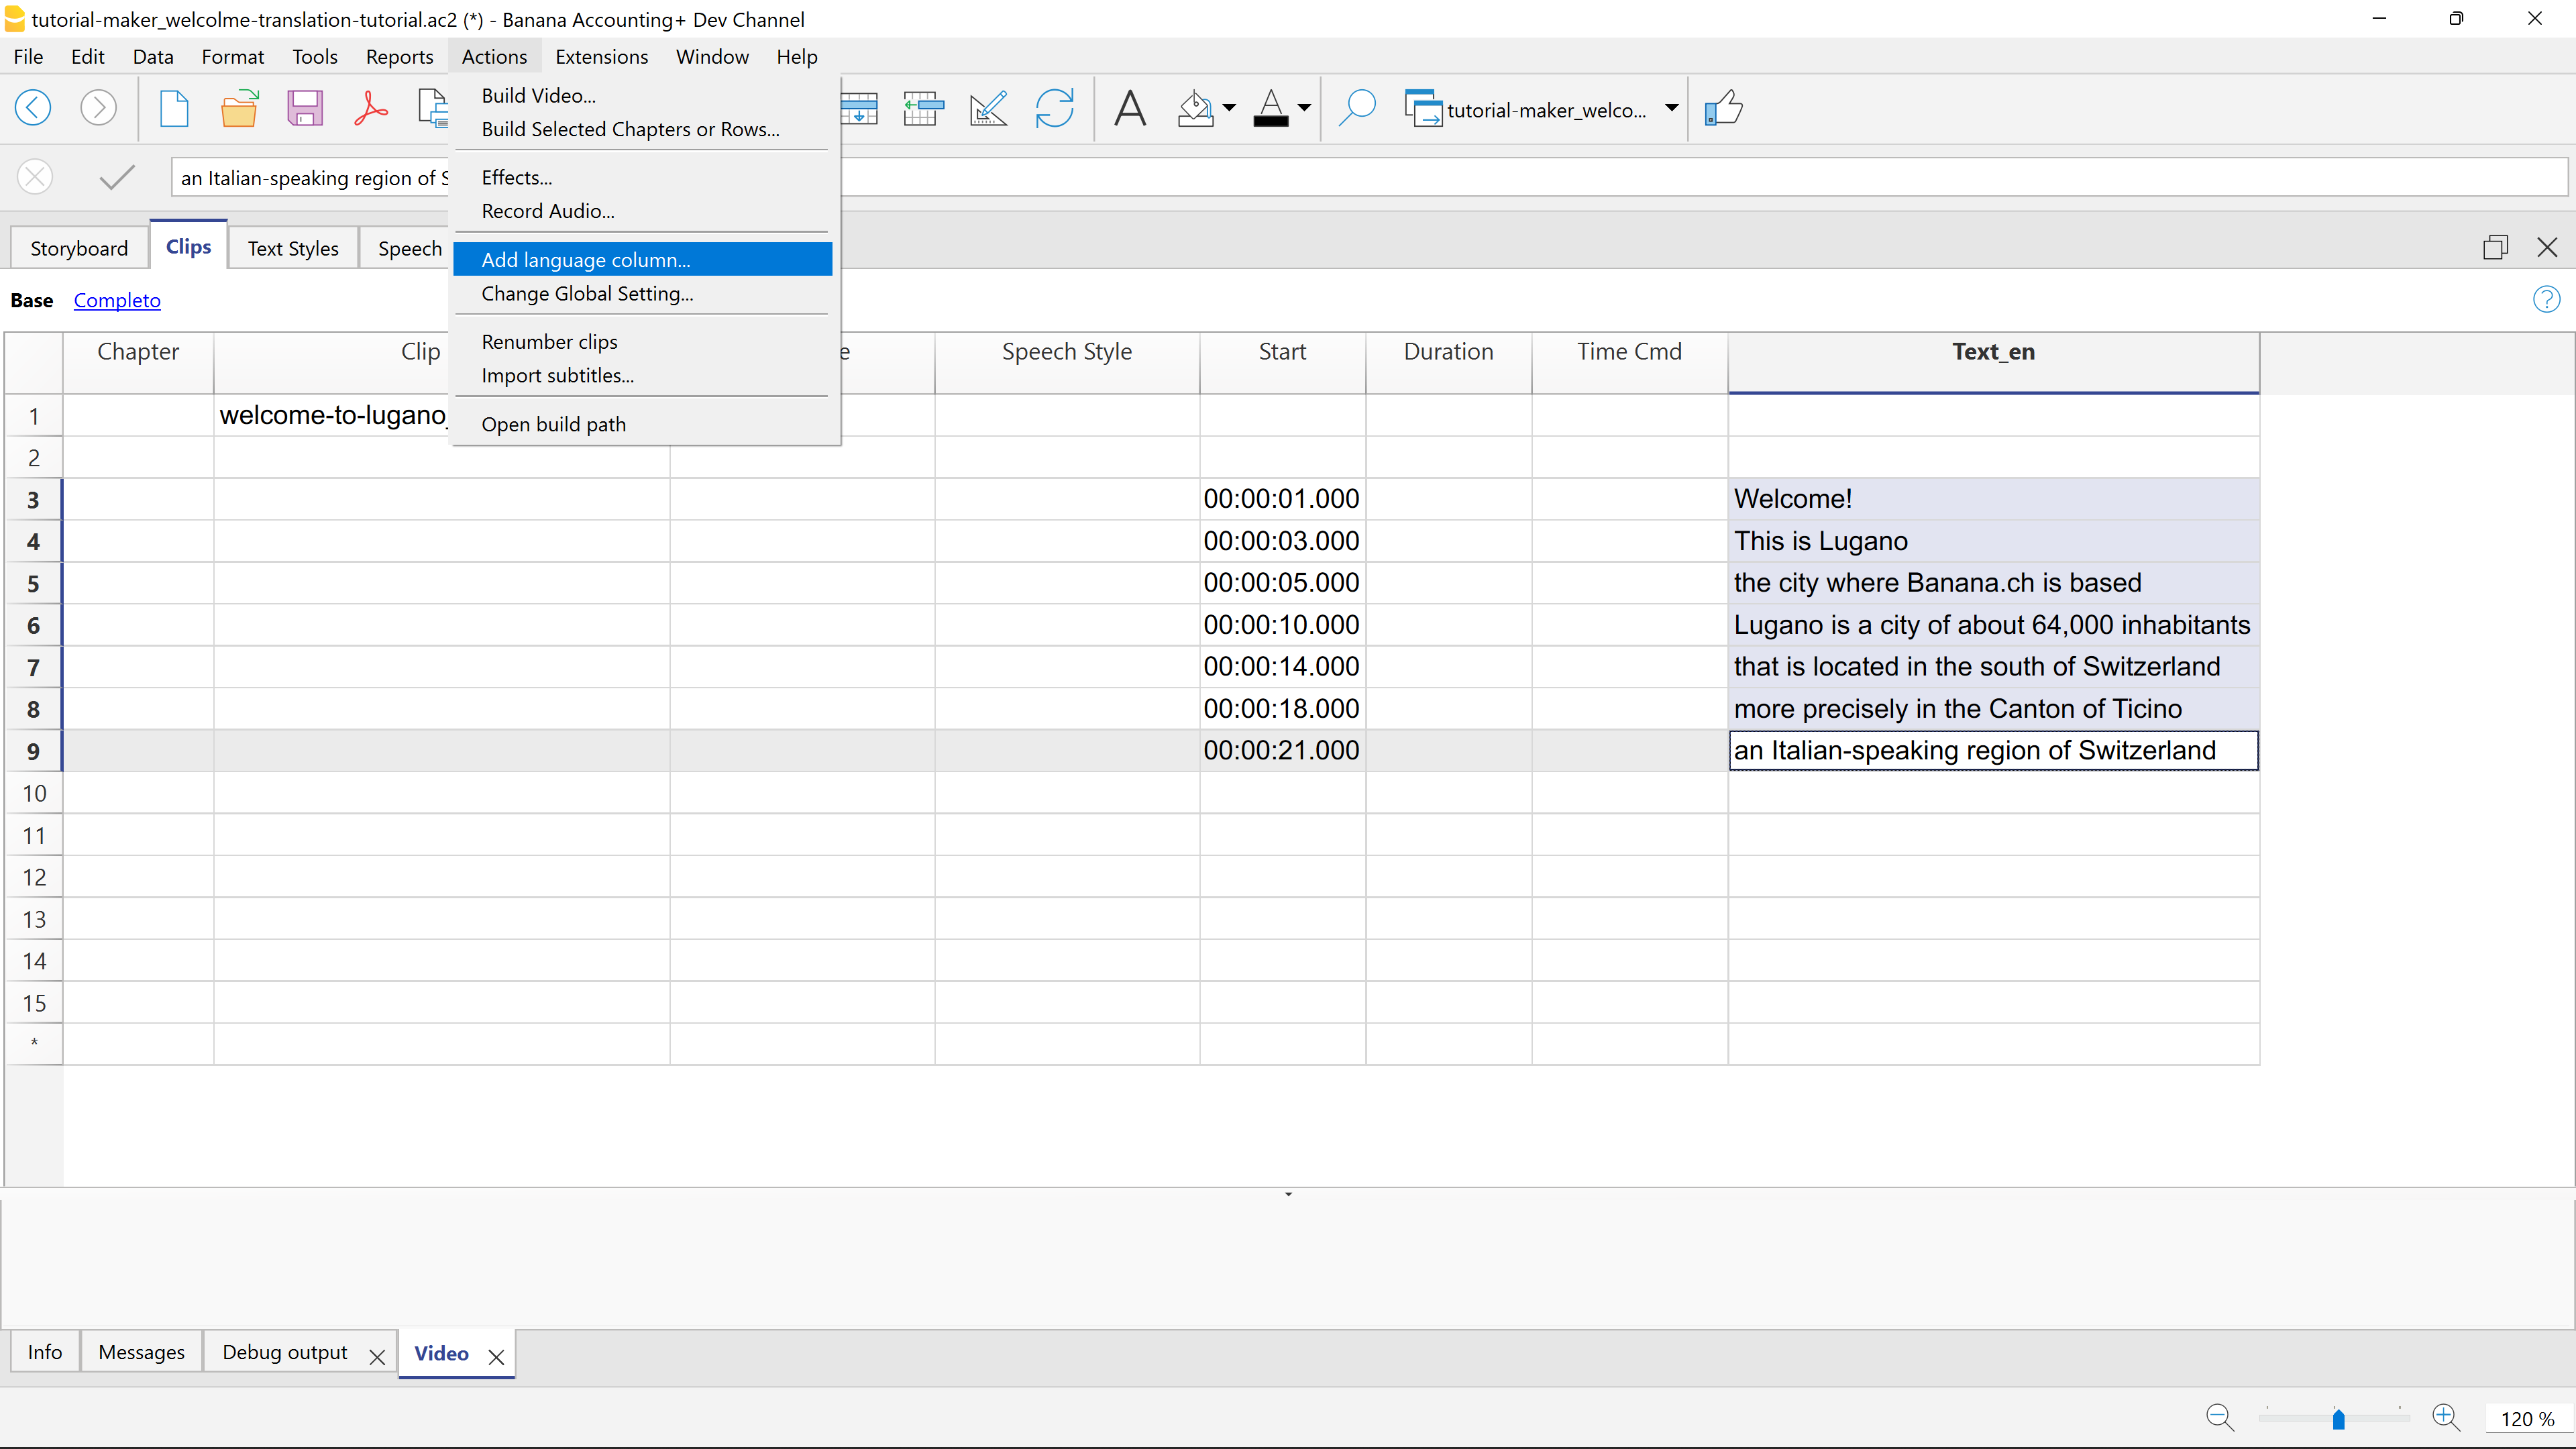 tutorial-maker_welcolme-translation-tutorial.ac2 (*) - Banana Accounting+ Dev Channel
File Edit Data Format Tools Reports Actions Extensions Window Help
tutorial-maker_welco...
an Italian-speaking region of S
Build Video...
Build Selected Chapters or Rows...
Effects...
Record Audio...
Add language column...
Change Global Setting...
Renumber clips
Import subtitles...
Open build path
Storyboard Clips Text Styles Speech
Base Completo
Chapter Clip e Speech Style Start Duration Time Cmd Text_en
1 welcome-to-lugano_
2
3 00:00:01.000 Welcome!
4 00:00:03.000 This is Lugano
5 00:00:05.000 the city where Banana.ch is based
6 00:00:10.000 Lugano is a city of about 64,000 inhabitants
7 00:00:14.000 that is located in the south of Switzerland
8 00:00:18.000 more precisely in the Canton of Ticino
9 00:00:21.000 an Italian-speaking region of Switzerland
10
11
12
13
14
15
*
Info Messages Debug output Video
120 %